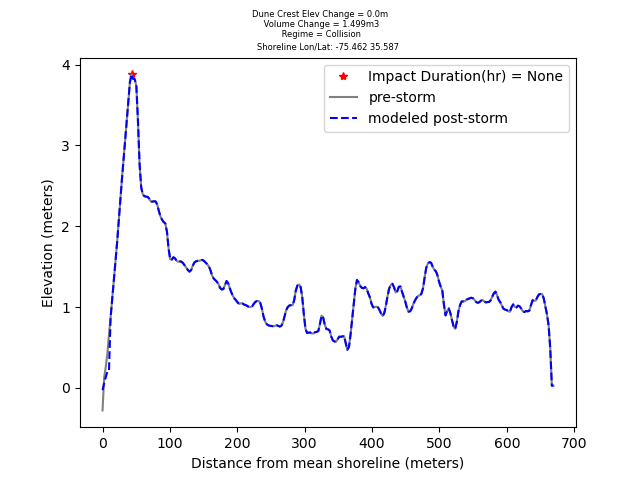 Dune Crest Elev Change = 0.0m
Volume Change = 1.499m3
Regime = Collision
Shoreline Lon/Lat: -75.462 35.587
Impact Duration(hr) = None
pre-storm
modeled post-storm
Elevation (meters)
4
3
2
1
0
0 100 200 300 400 500 600 700
Distance from mean shoreline (meters)